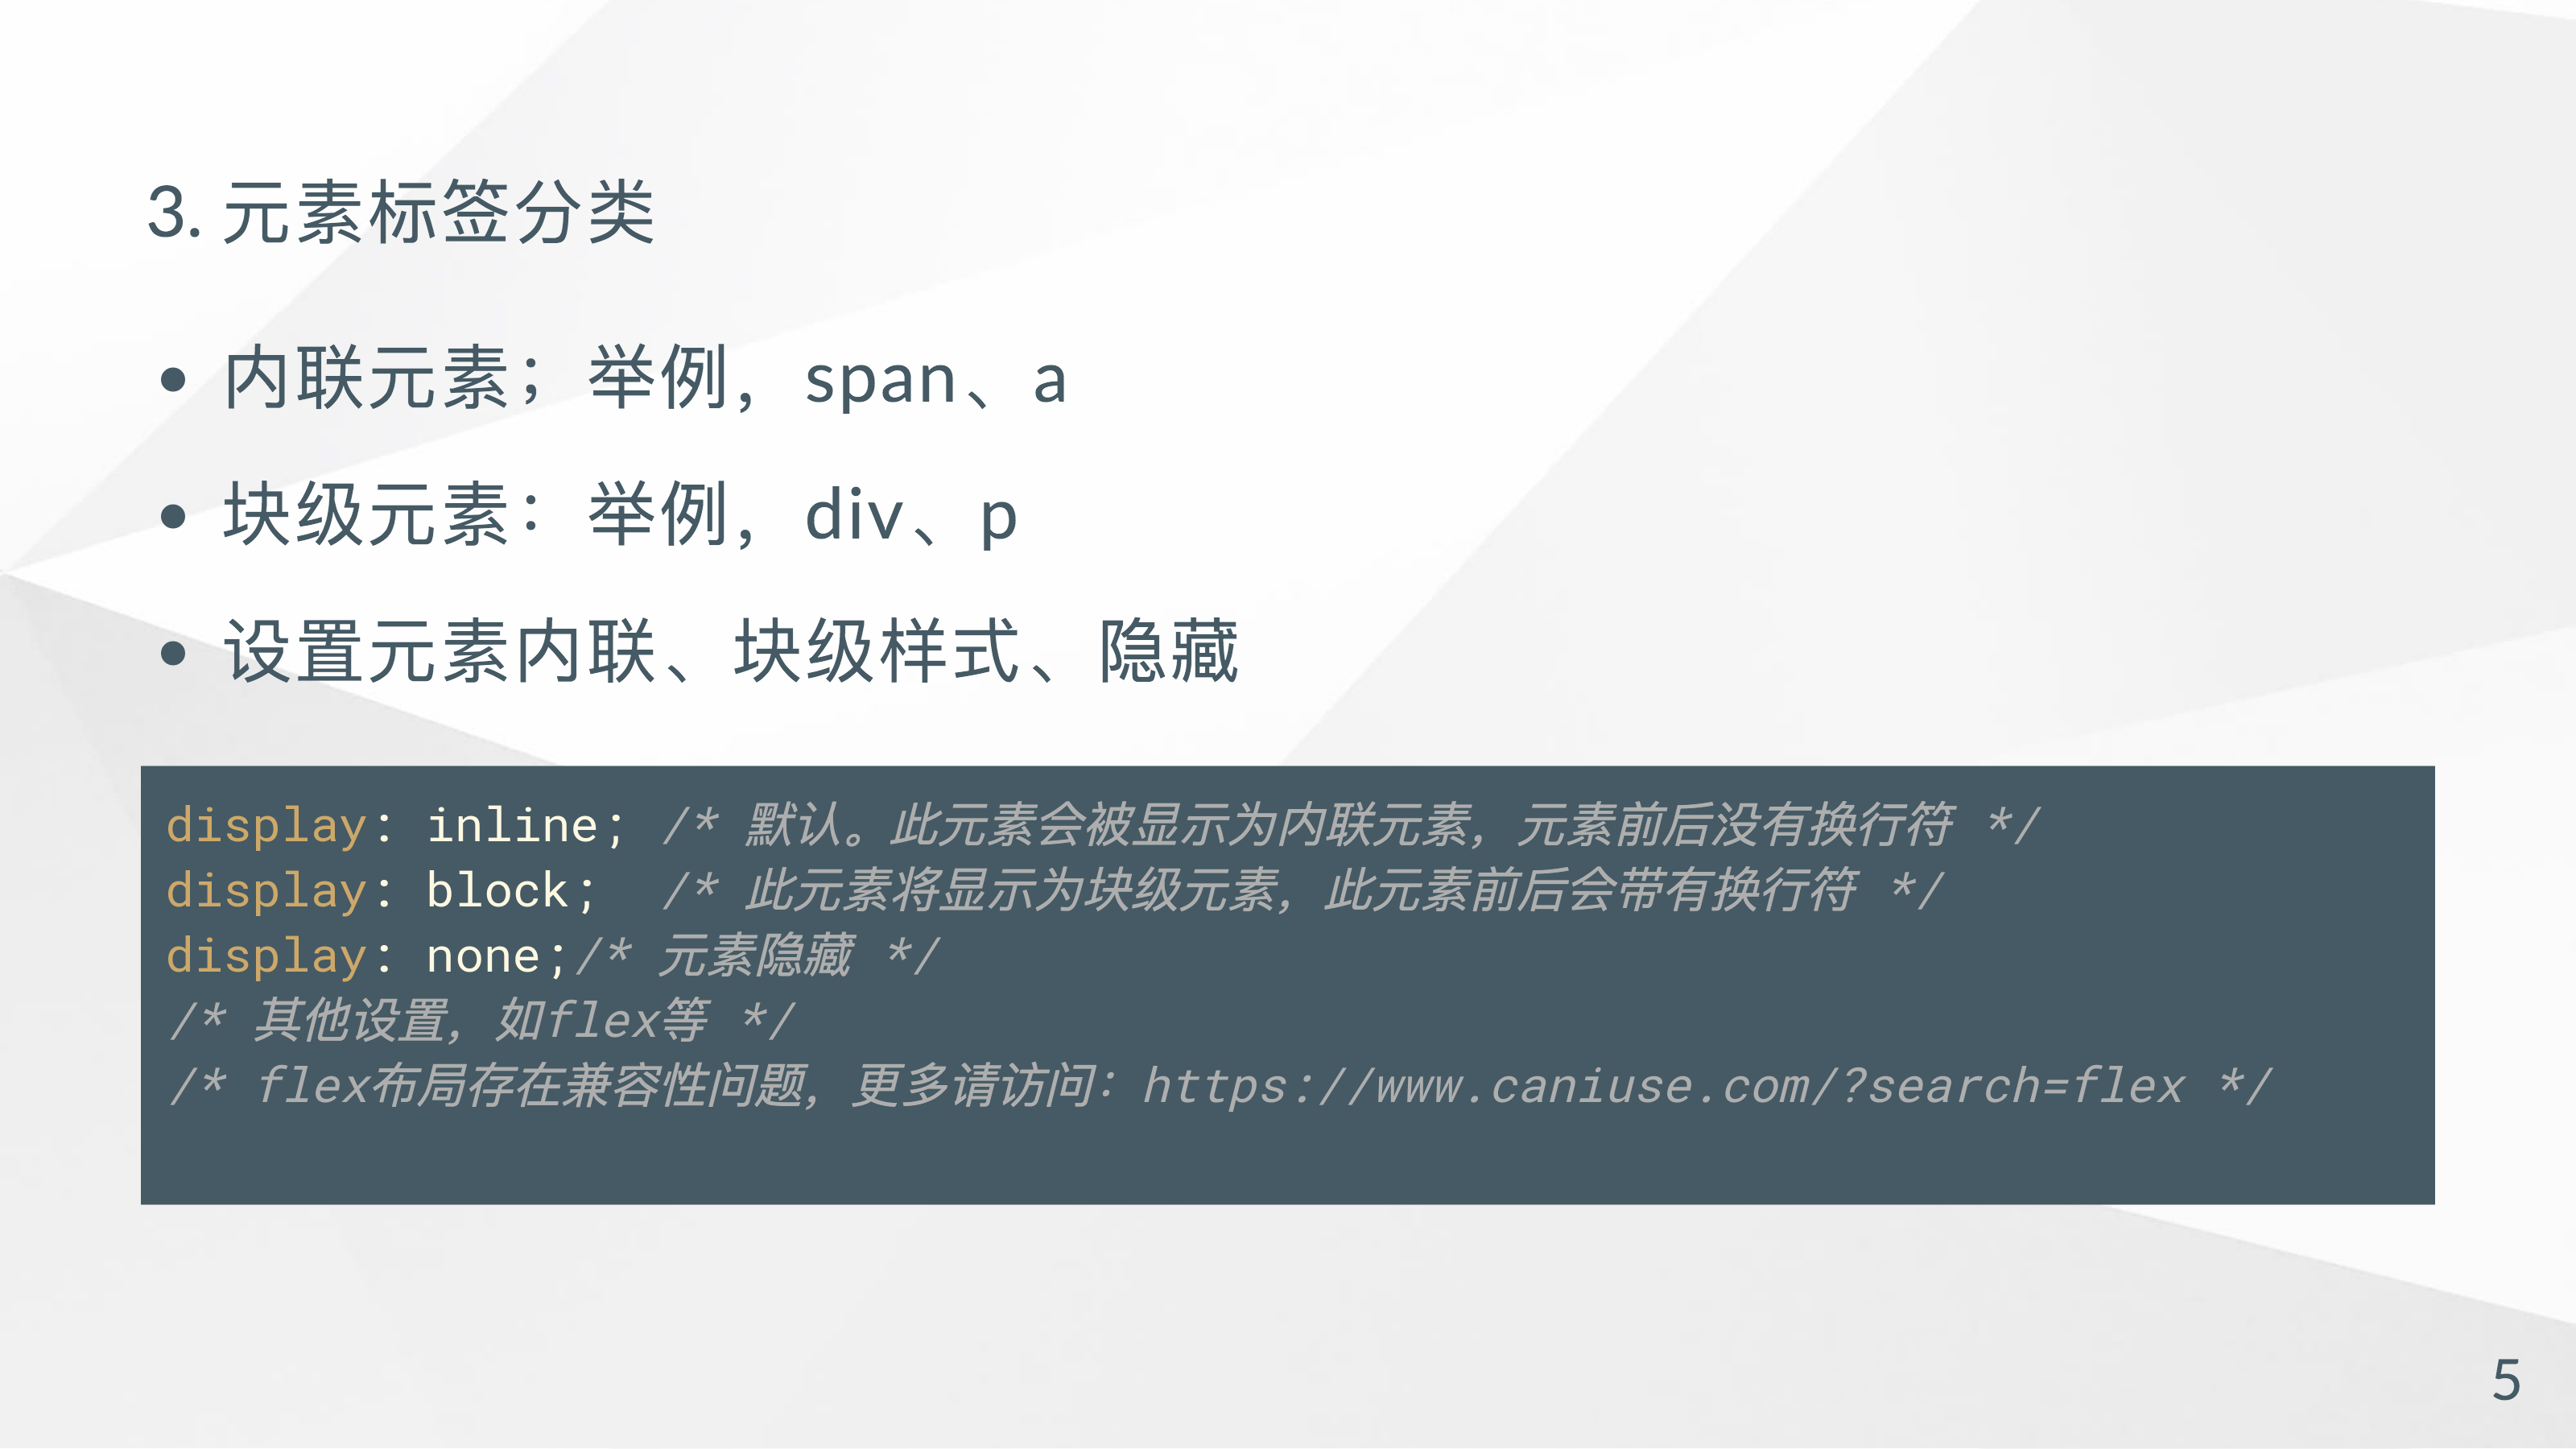 3. 元素标签分类
• 内联元素；举例，span、a
• 块级元素：举例，div、p
• 设置元素内联、块级样式、隐藏
display: inline; /* 默认。此元素会被显示为内联元素，元素前后没有换行符 */
display: block;  /* 此元素将显示为块级元素，此元素前后会带有换行符 */
display: none;/* 元素隐藏 */
/* 其他设置，如flex等 */
/* flex布局存在兼容性问题，更多请访问：https://www.caniuse.com/?search=flex */
5